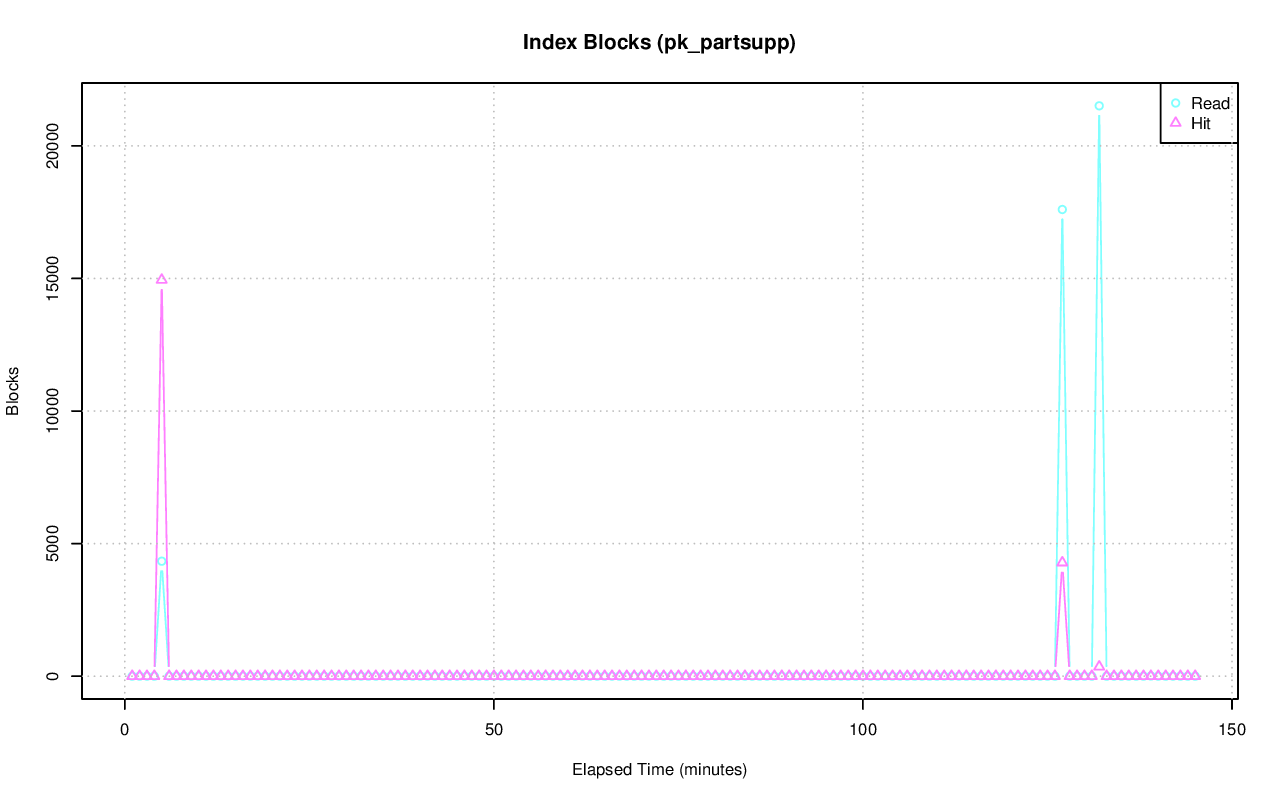 Index Blocks (pk_partsupp)
Read
Hit
20000
15000
10000
5000
0
Blocks
0 50 100 150
Elapsed Time (minutes)